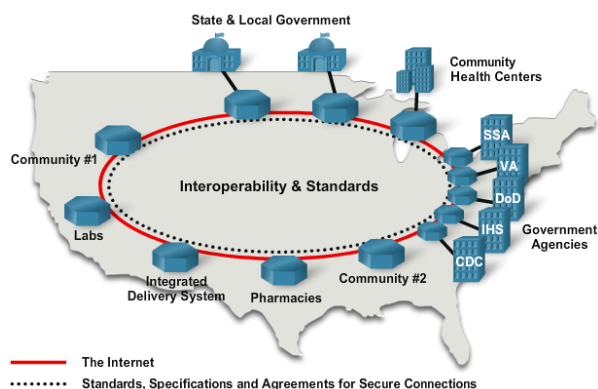 State & Local Government
Community
Health Centers
SSA
Community #1
VA
Interoperability & Standards
DoD
Labs
IHS
Government
Agencies
CDC
Integrated
Delivery System
Community #2
Pharmacies
The Internet
Standards, Specifications and Agreements for Secure Connections